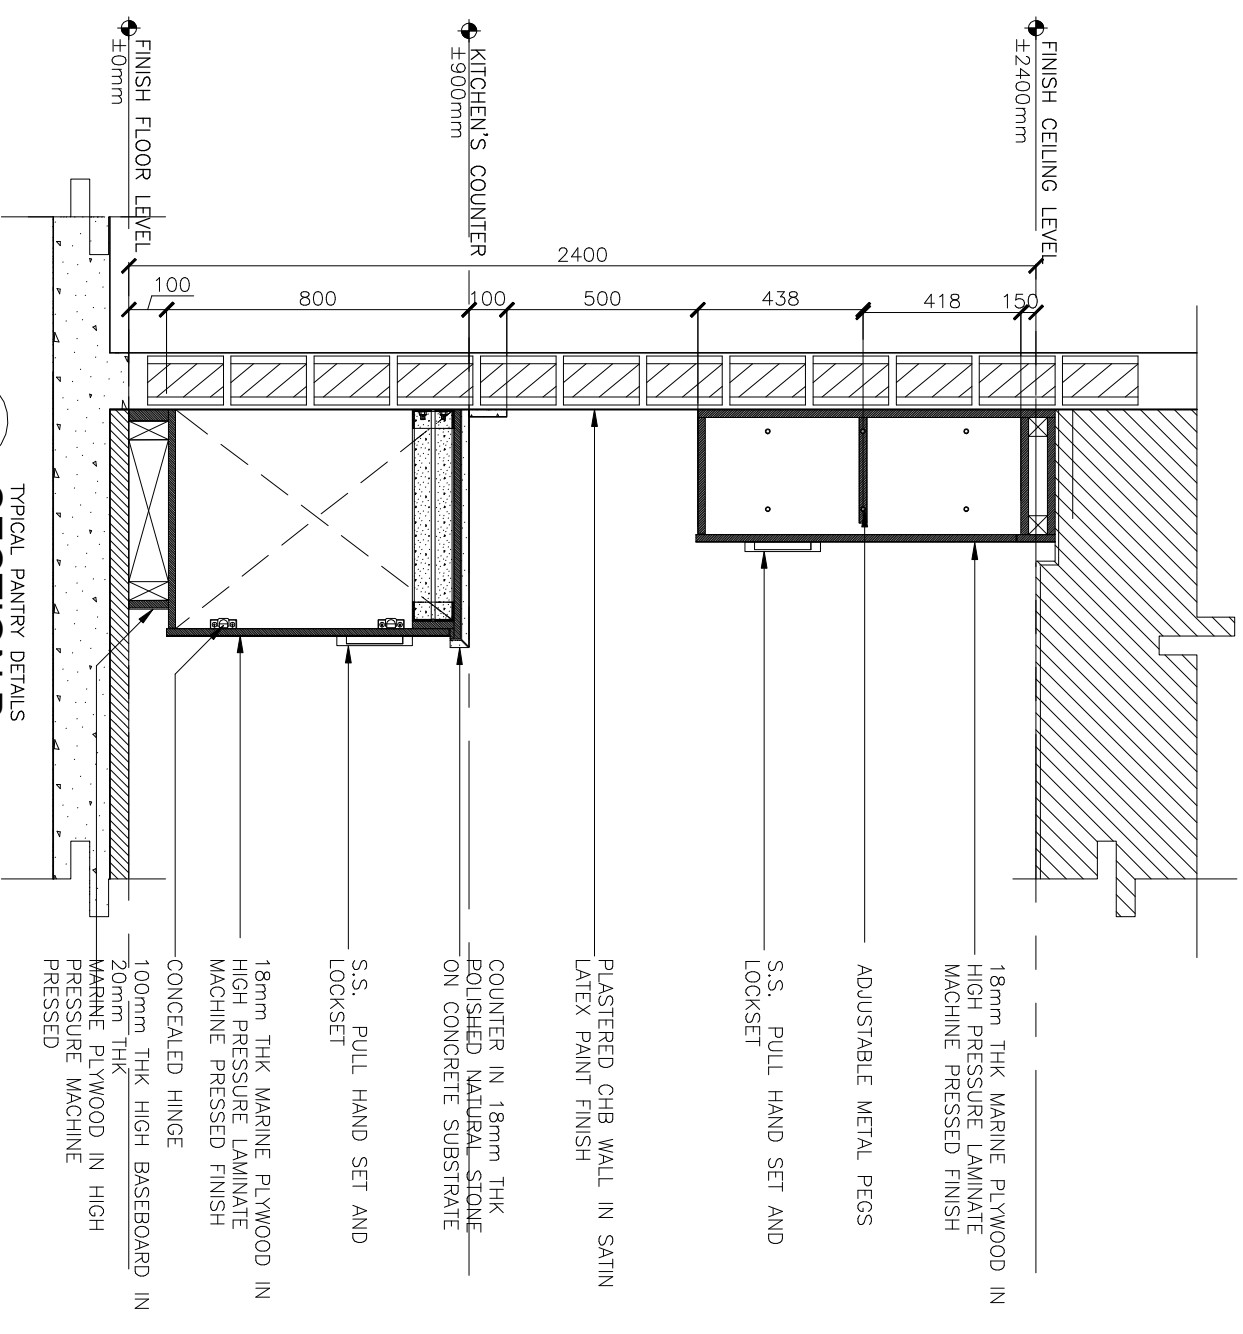 FINISH CEILING LEVEL
±2400mm
KITCHEN'S COUNTER
±900mm
FINISH FLOOR LEVEL
±0mm
2400
150
418
438
500
100
800
100
18mm THK MARINE PLYWOOD IN
HIGH PRESSURE LAMINATE
MACHINE PRESSED FINISH
ADJUSTABLE METAL PEGS
S.S. PULL HAND SET AND
LOCKSET
PLASTERED CHB WALL IN SATIN
LATEX PAINT FINISH
COUNTER IN 18mm THK
POLISHED NATURAL STONE
ON CONCRETE SUBSTRATE
S.S. PULL HAND SET AND
LOCKSET
18mm THK MARINE PLYWOOD IN
HIGH PRESSURE LAMINATE
MACHINE PRESSED FINISH
CONCEALED HINGE
100mm THK HIGH BASEBOARD IN
20mm THK
MARINE PLYWOOD IN HIGH
PRESSURE MACHINE
PRESSED
TYPICAL PANTRY DETAILS